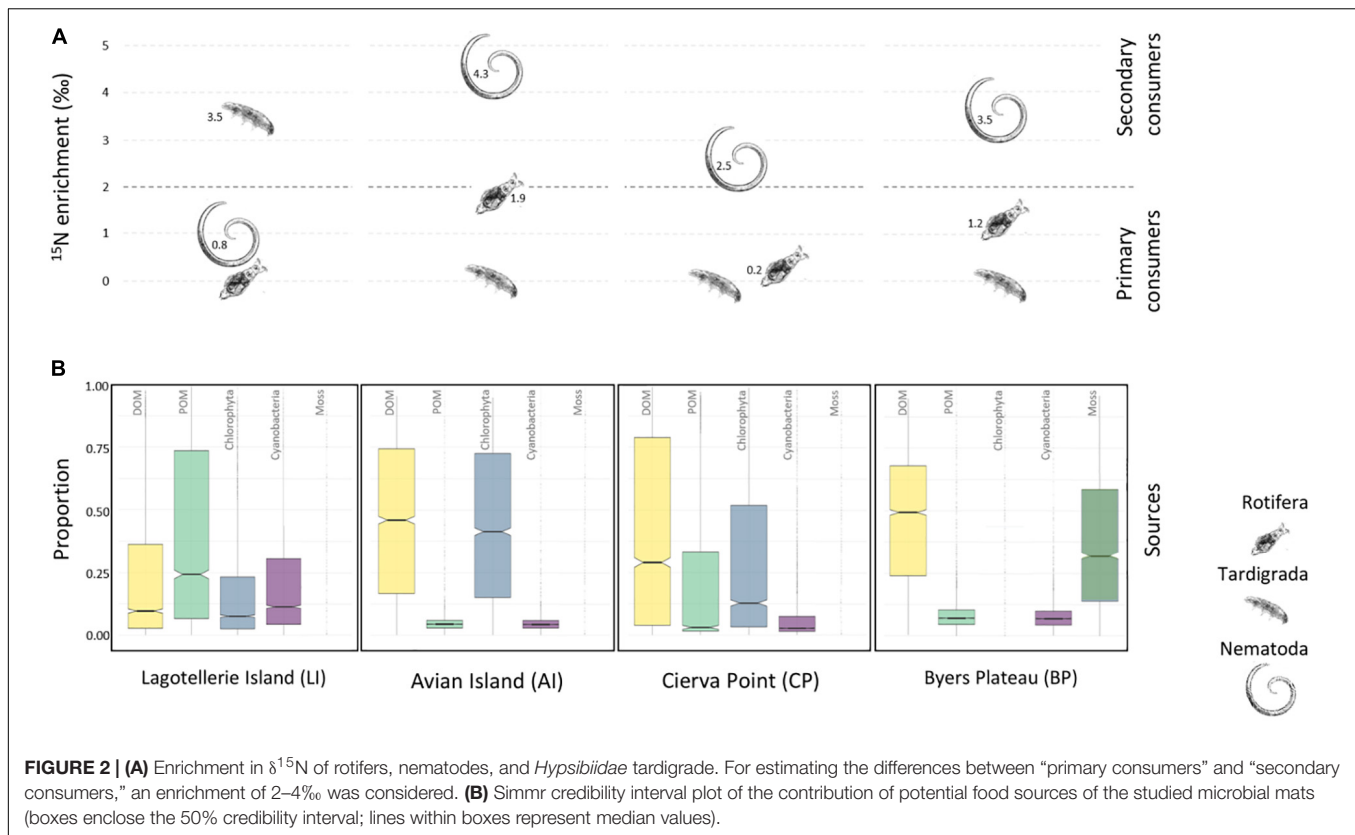 A
15N enrichment (‰)
5
4
3
2
1
0
3.5
0.8
4.3
1.9
2.5
0.2
3.5
1.2
Secondary consumers
Primary consumers
B
Proportion
1.00
0.75
0.50
0.25
0.00
DOM
POM
Chlorophyta
Cyanobacteria
Moss
DOM
POM
Chlorophyta
Cyanobacteria
Moss
DOM
POM
Chlorophyta
Cyanobacteria
Moss
DOM
POM
Chlorophyta
Cyanobacteria
Moss
Sources
Lagotellerie Island (LI)
Avian Island (AI)
Cierva Point (CP)
Byers Plateau (BP)
Rotifera
Tardigrada
Nematoda
FIGURE 2 | (A) Enrichment in δ15N of rotifers, nematodes, and Hypsibiidae tardigrade. For estimating the differences between “primary consumers” and “secondary
consumers,” an enrichment of 2–4‰ was considered. (B) Simmr credibility interval plot of the contribution of potential food sources of the studied microbial mats
(boxes enclose the 50% credibility interval; lines within boxes represent median values).